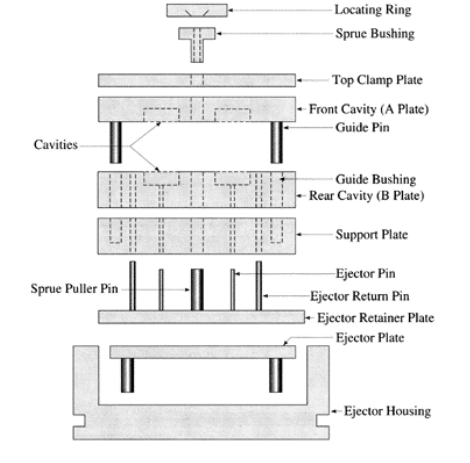 Locating Ring
Sprue Bushing
Top Clamp Plate
Front Cavity (A Plate)
Guide Pin
Cavities
Guide Bushing
Rear Cavity (B Plate)
Support Plate
Ejector Pin
Sprue Puller Pin
Ejector Return Pin
Ejector Retainer Plate
Ejector Plate
Ejector Housing